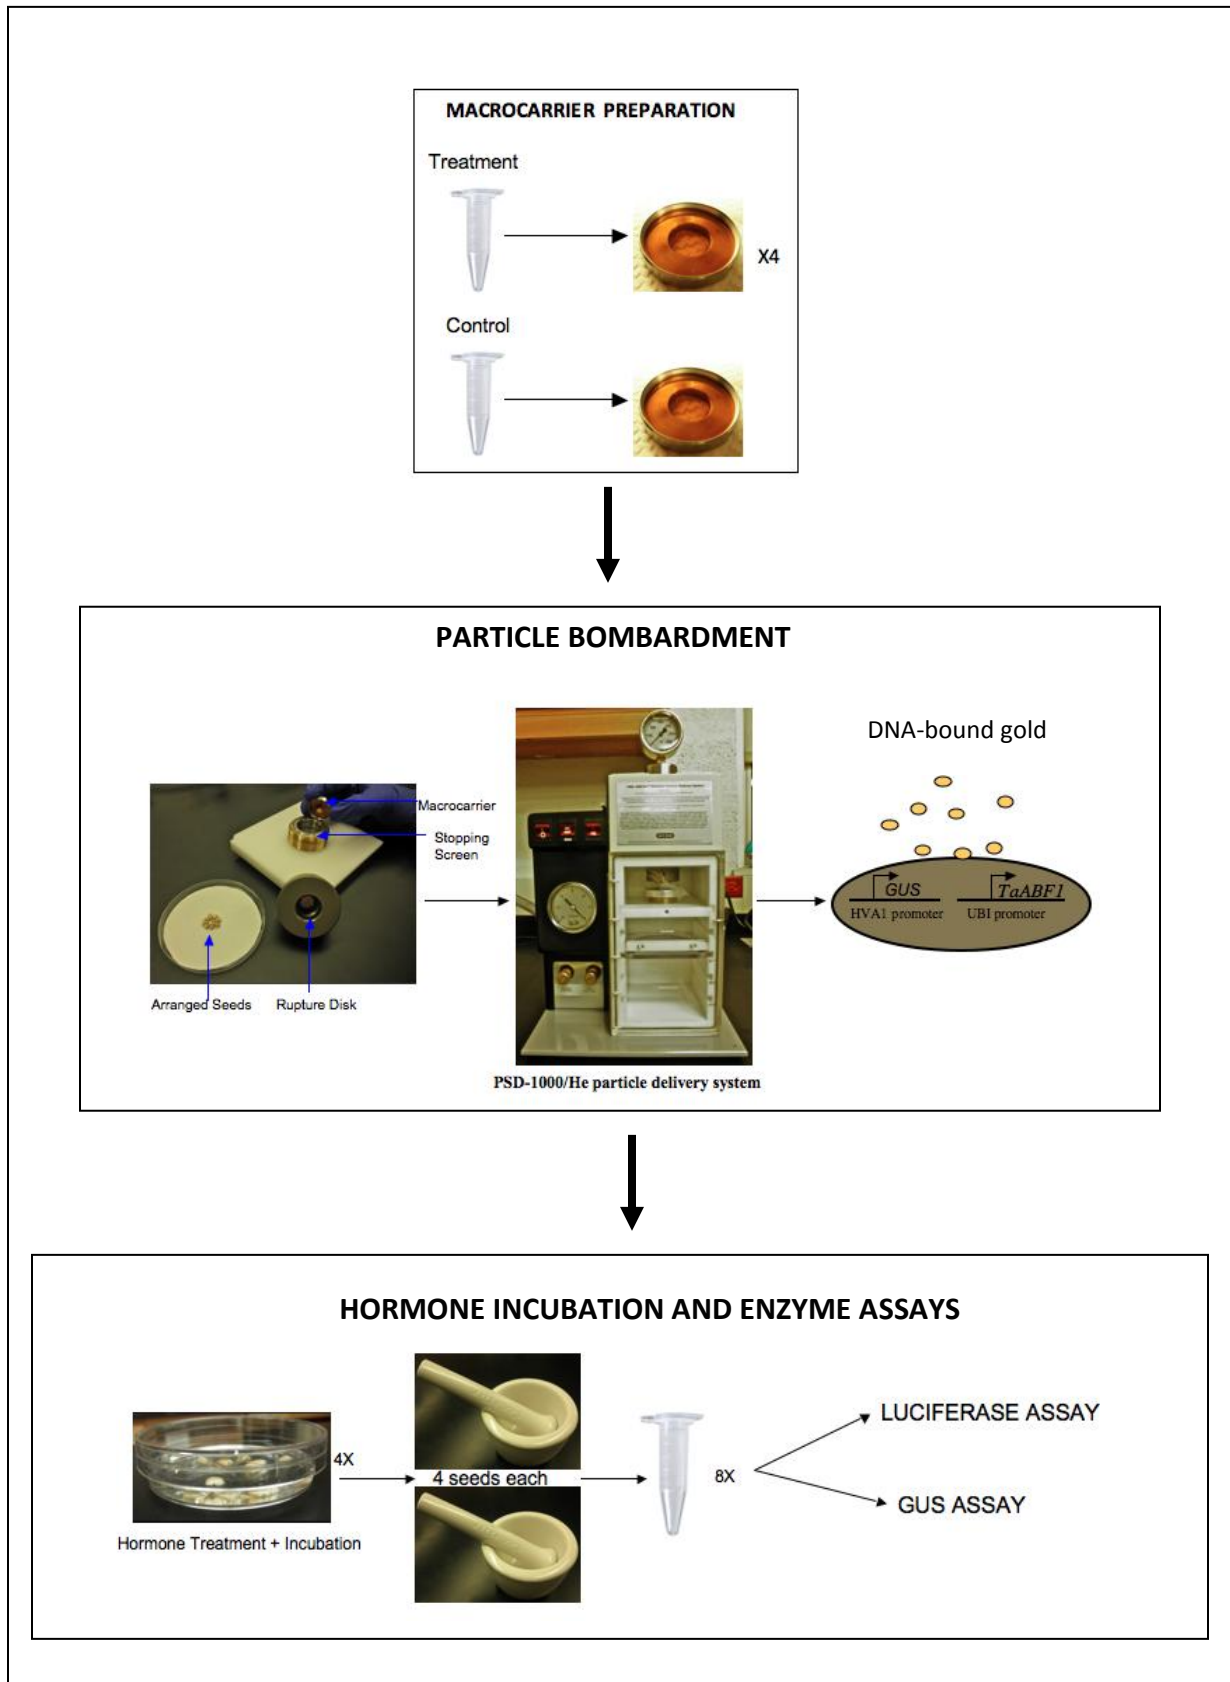 MACROCARRIER PREPARATION
Treatment
X4
Control
PARTICLE BOMBARDMENT
DNA-bound gold
Macrocarrier
Stopping
Screen
GUS
TaABF1
HVA1 promoter
UBI promoter
Arranged Seeds
Rupture Disk
PSD-1000/He particle delivery system
HORMONE INCUBATION AND ENZYME ASSAYS
LUCIFERASE ASSAY
4X
4 seeds each
8X
GUS ASSAY
Hormone Treatment + Incubation